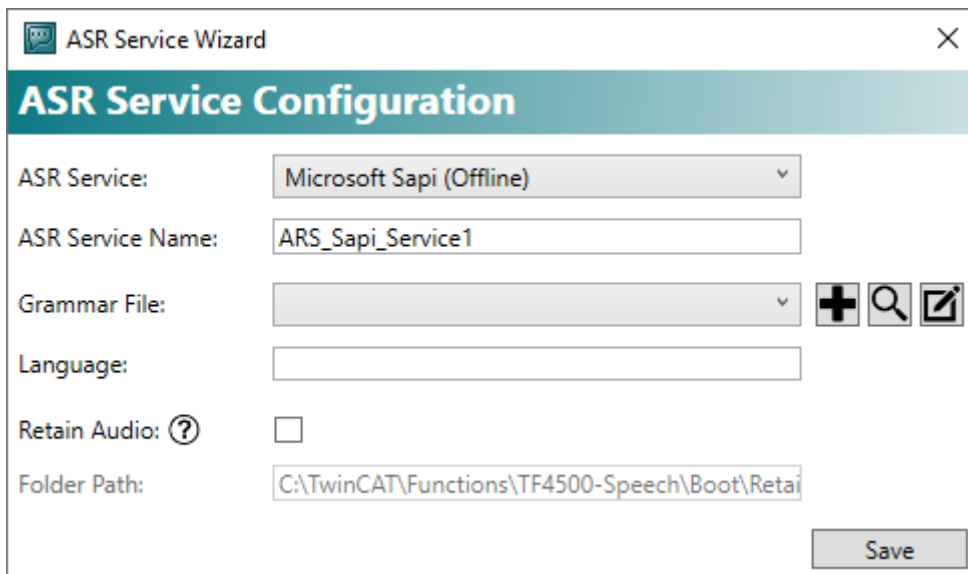 ASR Service Wizard
ASR Service Configuration
ASR Service: Microsoft Sapi (Offline)
ASR Service Name: ARS_Sapi_Service1
Grammar File:
Language:
Retain Audio: ?
Folder Path: C:\TwinCAT\Functions\TF4500-Speech\Boot\Retai
Save